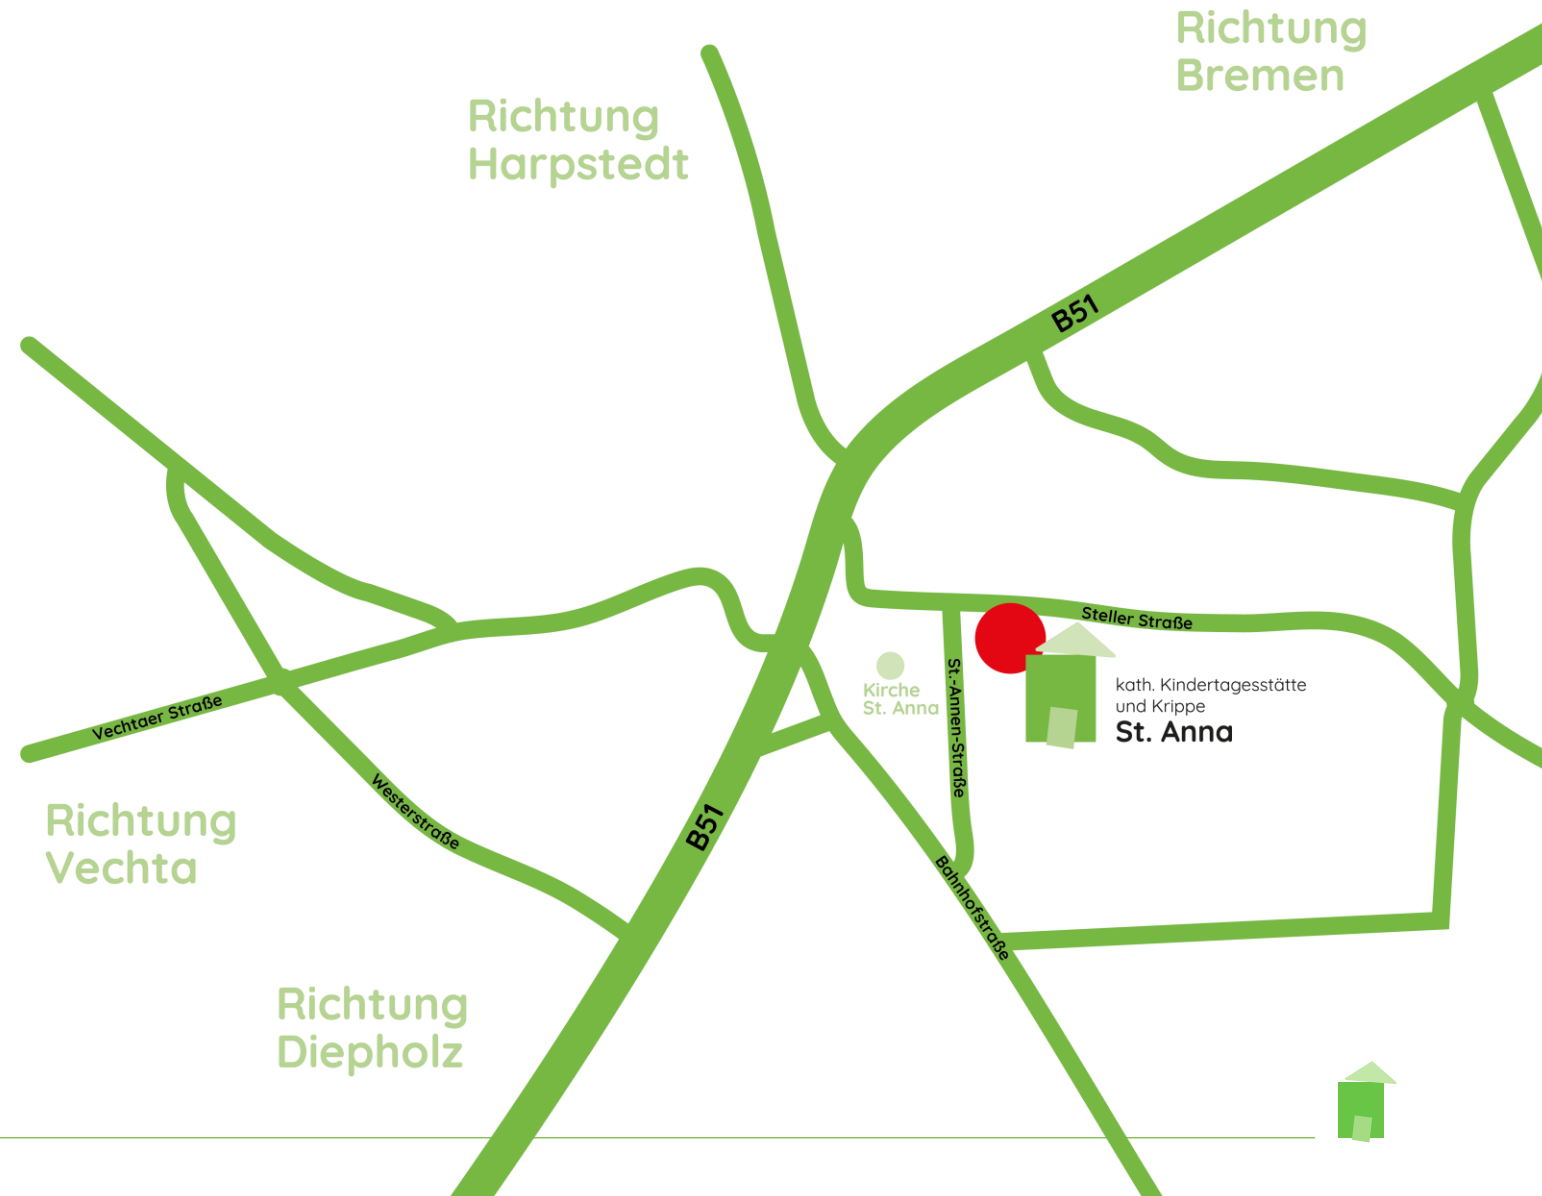 Richtung
Bremen
Richtung
Harpstedt
B51
Steller Straße
St.-Annen-Straße
Kirche
St. Anna
kath. Kindertagesstätte
und Krippe
St. Anna
Vechtaer Straße
Westerstraße
B51
Bahnhofstraße
Richtung
Vechta
Richtung
Diepholz